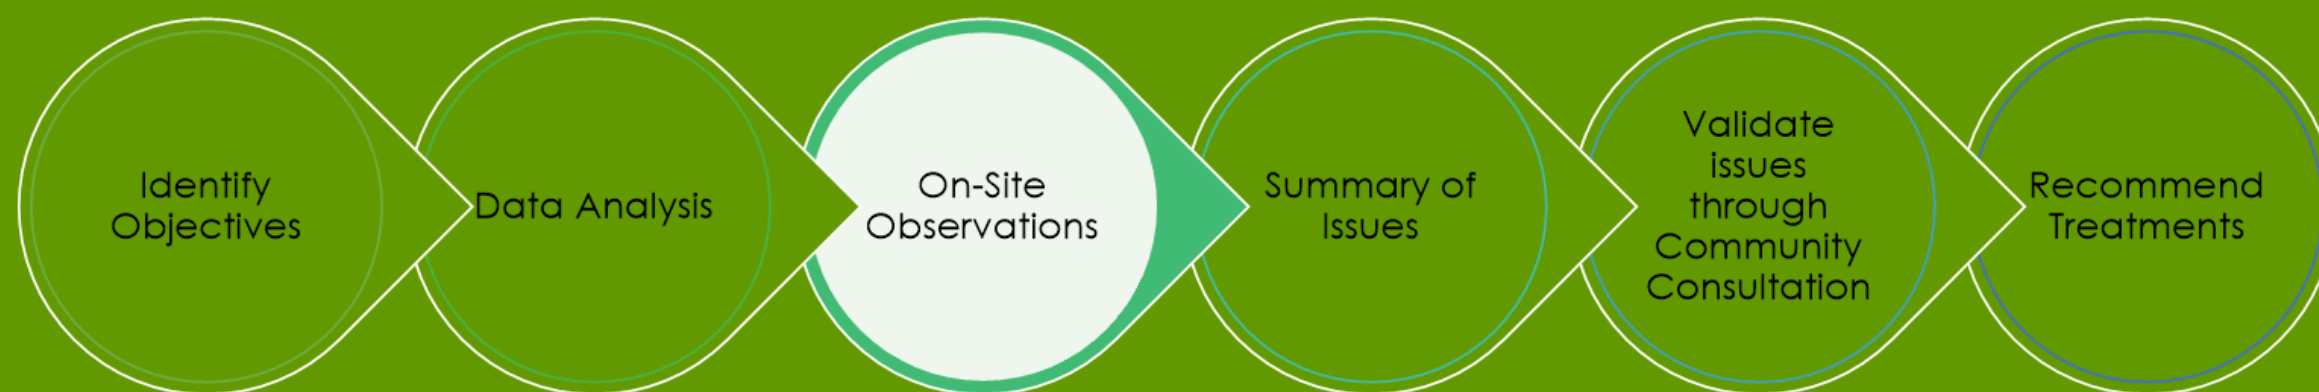 Identify
Objectives
Data Analysis
On-Site
Observations
Summary of
Issues
Validate
issues
through
Community
Consultation
Recommend
Treatments